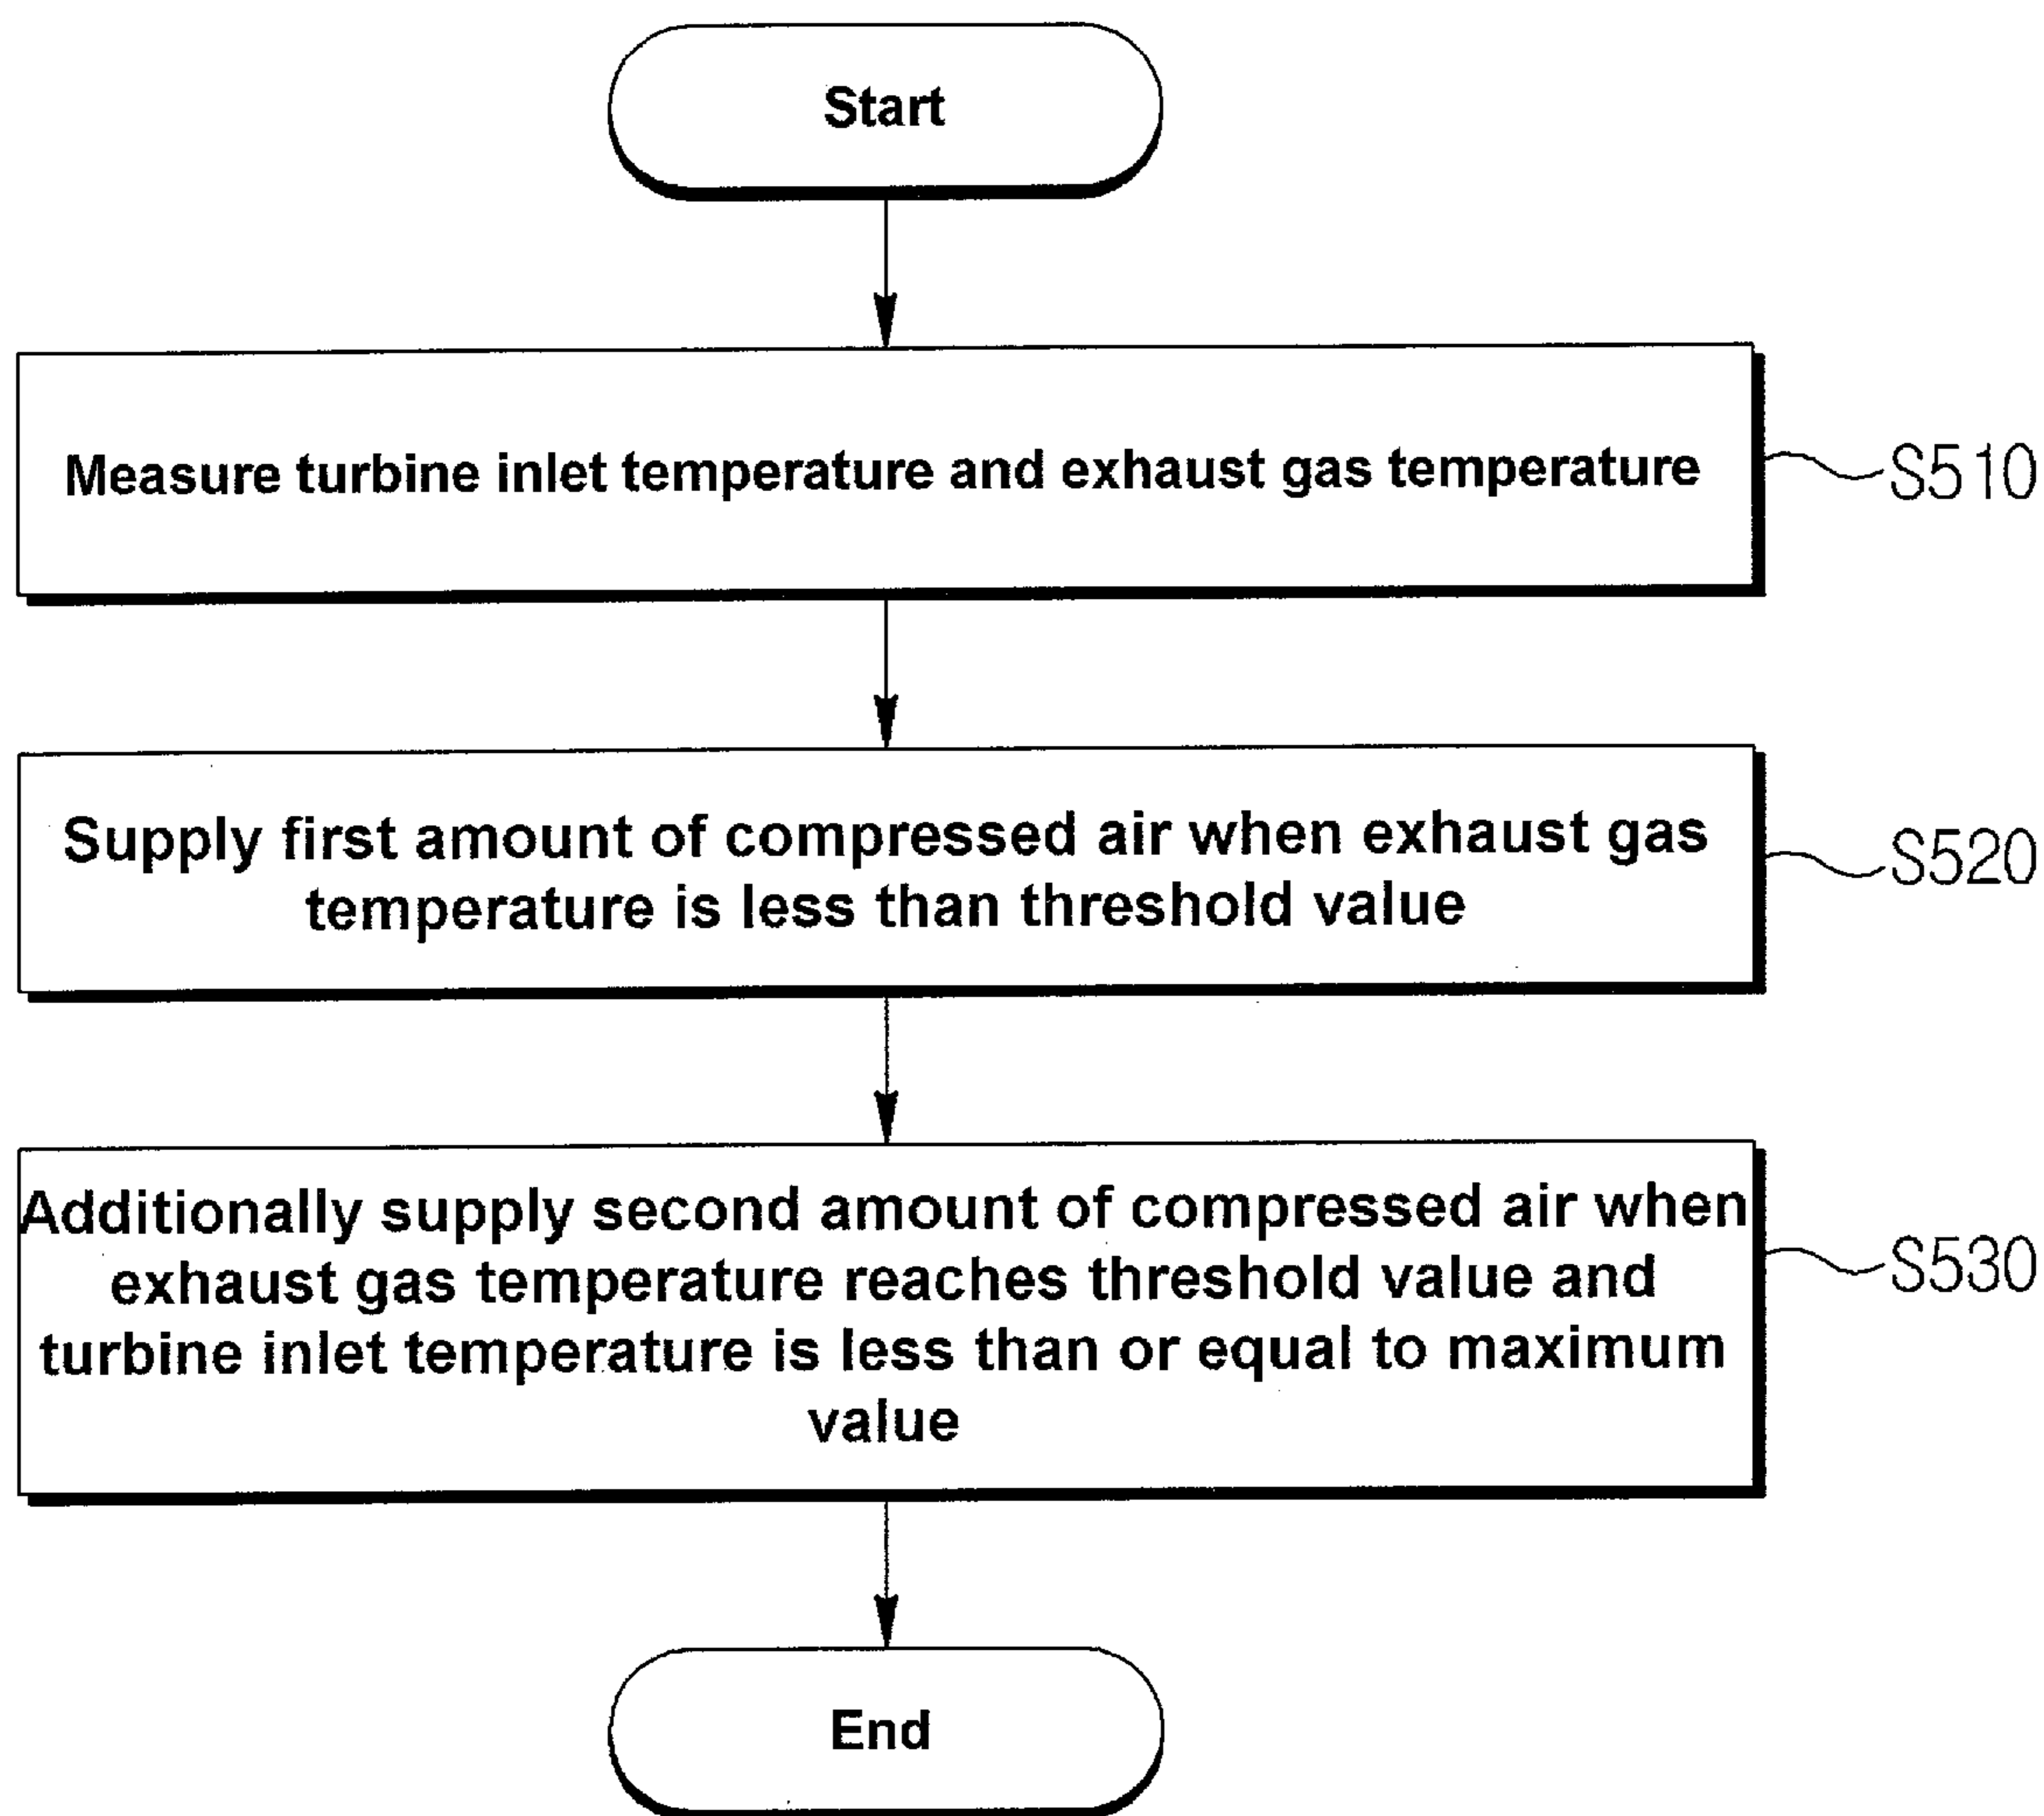 Start
Measure turbine inlet temperature and exhaust gas temperature
S510
Supply first amount of compressed air when exhaust gas
temperature is less than threshold value
S520
Additionally supply second amount of compressed air when
exhaust gas temperature reaches threshold value and
turbine inlet temperature is less than or equal to maximum
value
S530
End